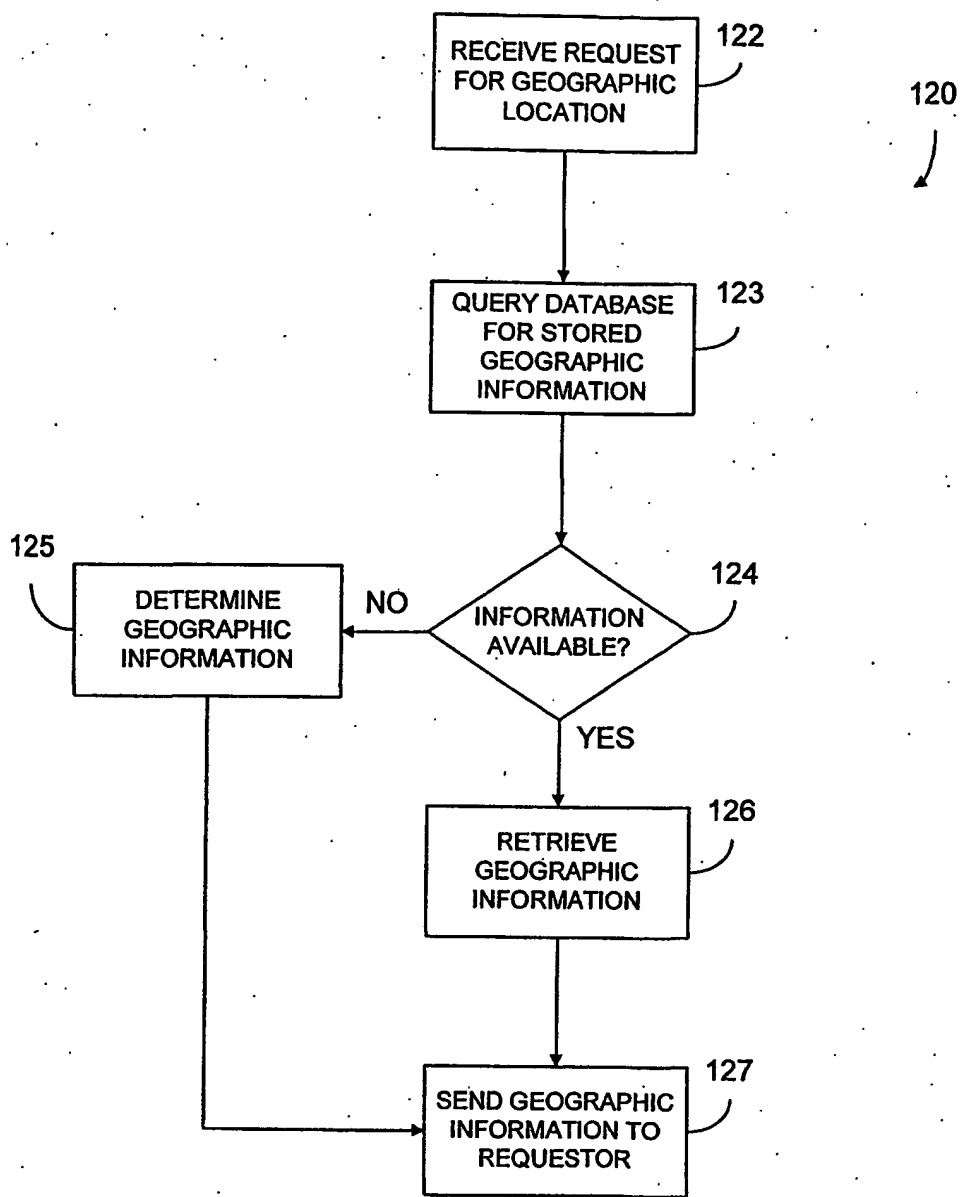 122
RECEIVE REQUEST
FOR GEOGRAPHIC
LOCATION
120
123
QUERY DATABASE
FOR STORED
GEOGRAPHIC
INFORMATION
125
124
DETERMINE
GEOGRAPHIC
INFORMATION
NO
INFORMATION
AVAILABLE?
YES
126
RETRIEVE
GEOGRAPHIC
INFORMATION
127
SEND GEOGRAPHIC
INFORMATION TO
REQUESTOR